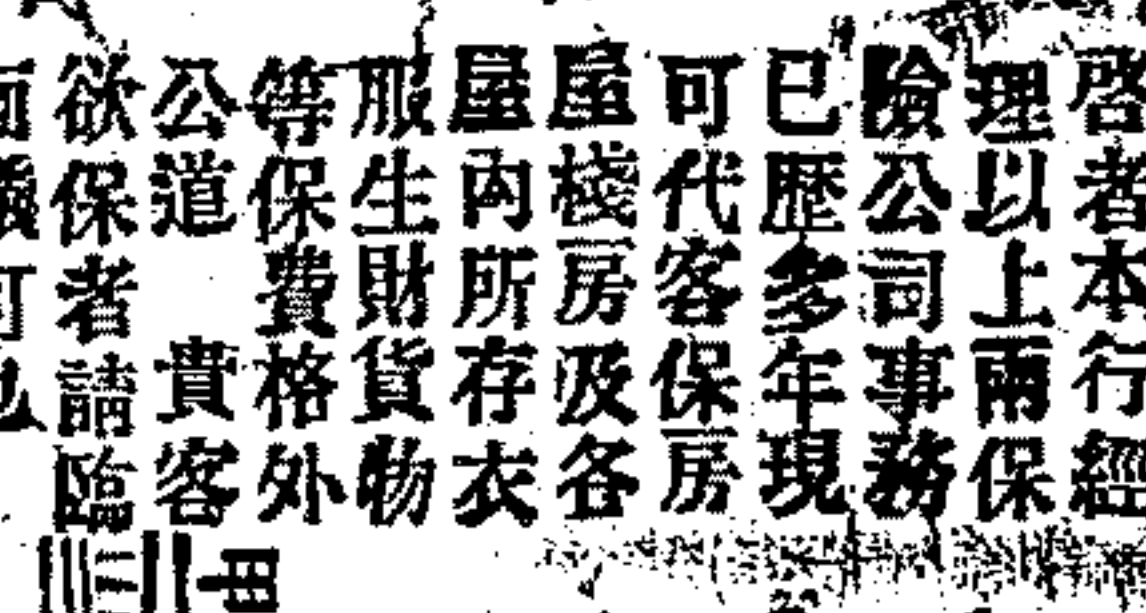 啓者本行經
理以上兩保
險公司事務
已歷多年現
可代客保房
屋棧房及各
屋內所存衣
服生財貨物
等保費格外
公道　貴客
欲保者請臨
面議可也